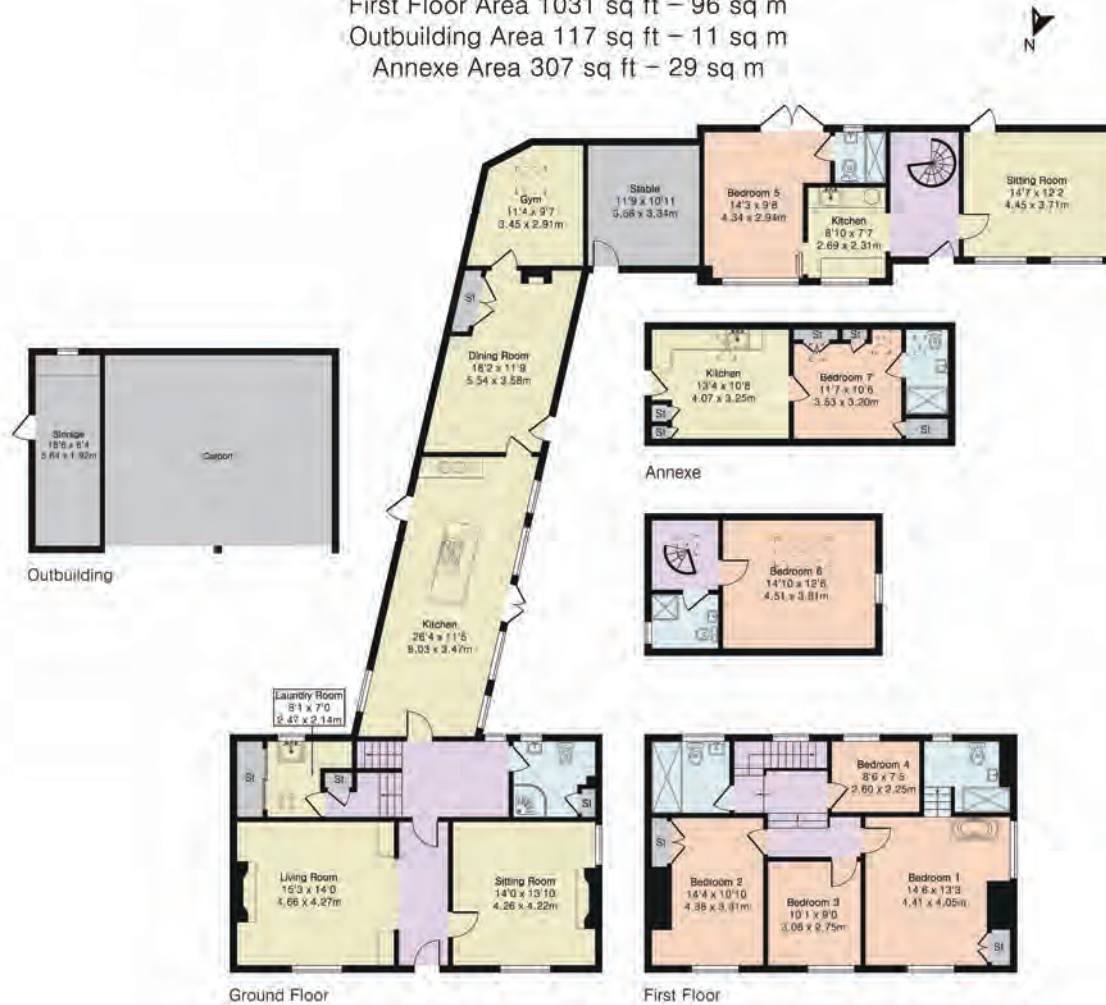 First Floor Area 1031 sq ft – 96 sq m
Outbuilding Area 117 sq ft – 11 sq m
Annexe Area 307 sq ft – 29 sq m
N
Gym
11'4 x 9'7
3.45 x 2.91m
Stable
11'9 x 10'11
3.58 x 3.34m
Bedroom 5
14'3 x 9'8
4.34 x 2.94m
Kitchen
8'10 x 7'7
2.69 x 2.31m
Sitting Room
14'7 x 12'2
4.45 x 3.71m
St
Dining Room
18'2 x 11'9
5.54 x 3.58m
Storage
18'6 x 6'4
5.64 x 1.92m
Carport
Outbuilding
Kitchen
13'4 x 10'8
4.07 x 3.25m
St
St
St
St
Bedroom 7
11'7 x 10'6
3.53 x 3.20m
St
Annexe
Kitchen
26'4 x 11'5
8.03 x 3.47m
Bedroom 6
14'10 x 12'6
4.51 x 3.81m
Laundry Room
8'1 x 7'0
2.47 x 2.14m
St
St
St
Living Room
15'3 x 14'0
4.66 x 4.27m
Sitting Room
14'0 x 13'10
4.26 x 4.22m
Ground Floor
Bedroom 4
8'6 x 7'5
2.60 x 2.25m
St
Bedroom 2
14'4 x 10'10
4.38 x 3.31m
Bedroom 3
10'1 x 9'0
3.08 x 2.75m
Bedroom 1
14'6 x 13'3
4.41 x 4.05m
St
First Floor